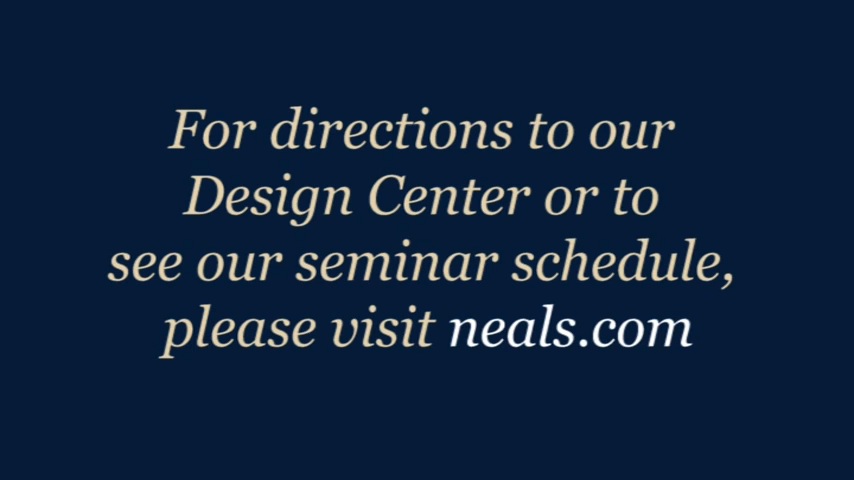 For directions to our
Design Center or to
see our seminar schedule,
please visit neals.com